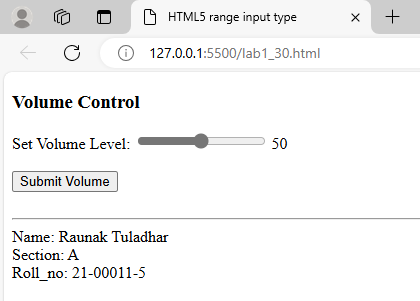 HTML5 range input type
127.0.0.1:5500/lab1_30.html
Volume Control
Set Volume Level: 50
Submit Volume
Name: Raunak Tuladhar
Section: A
Roll_no: 21-00011-5